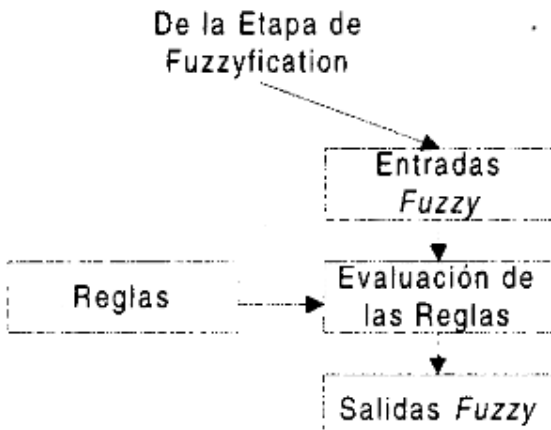 De la Etapa de
Fuzzyfication
Entradas
Fuzzy
Reglas
Evaluación de
las Reglas
Salidas Fuzzy